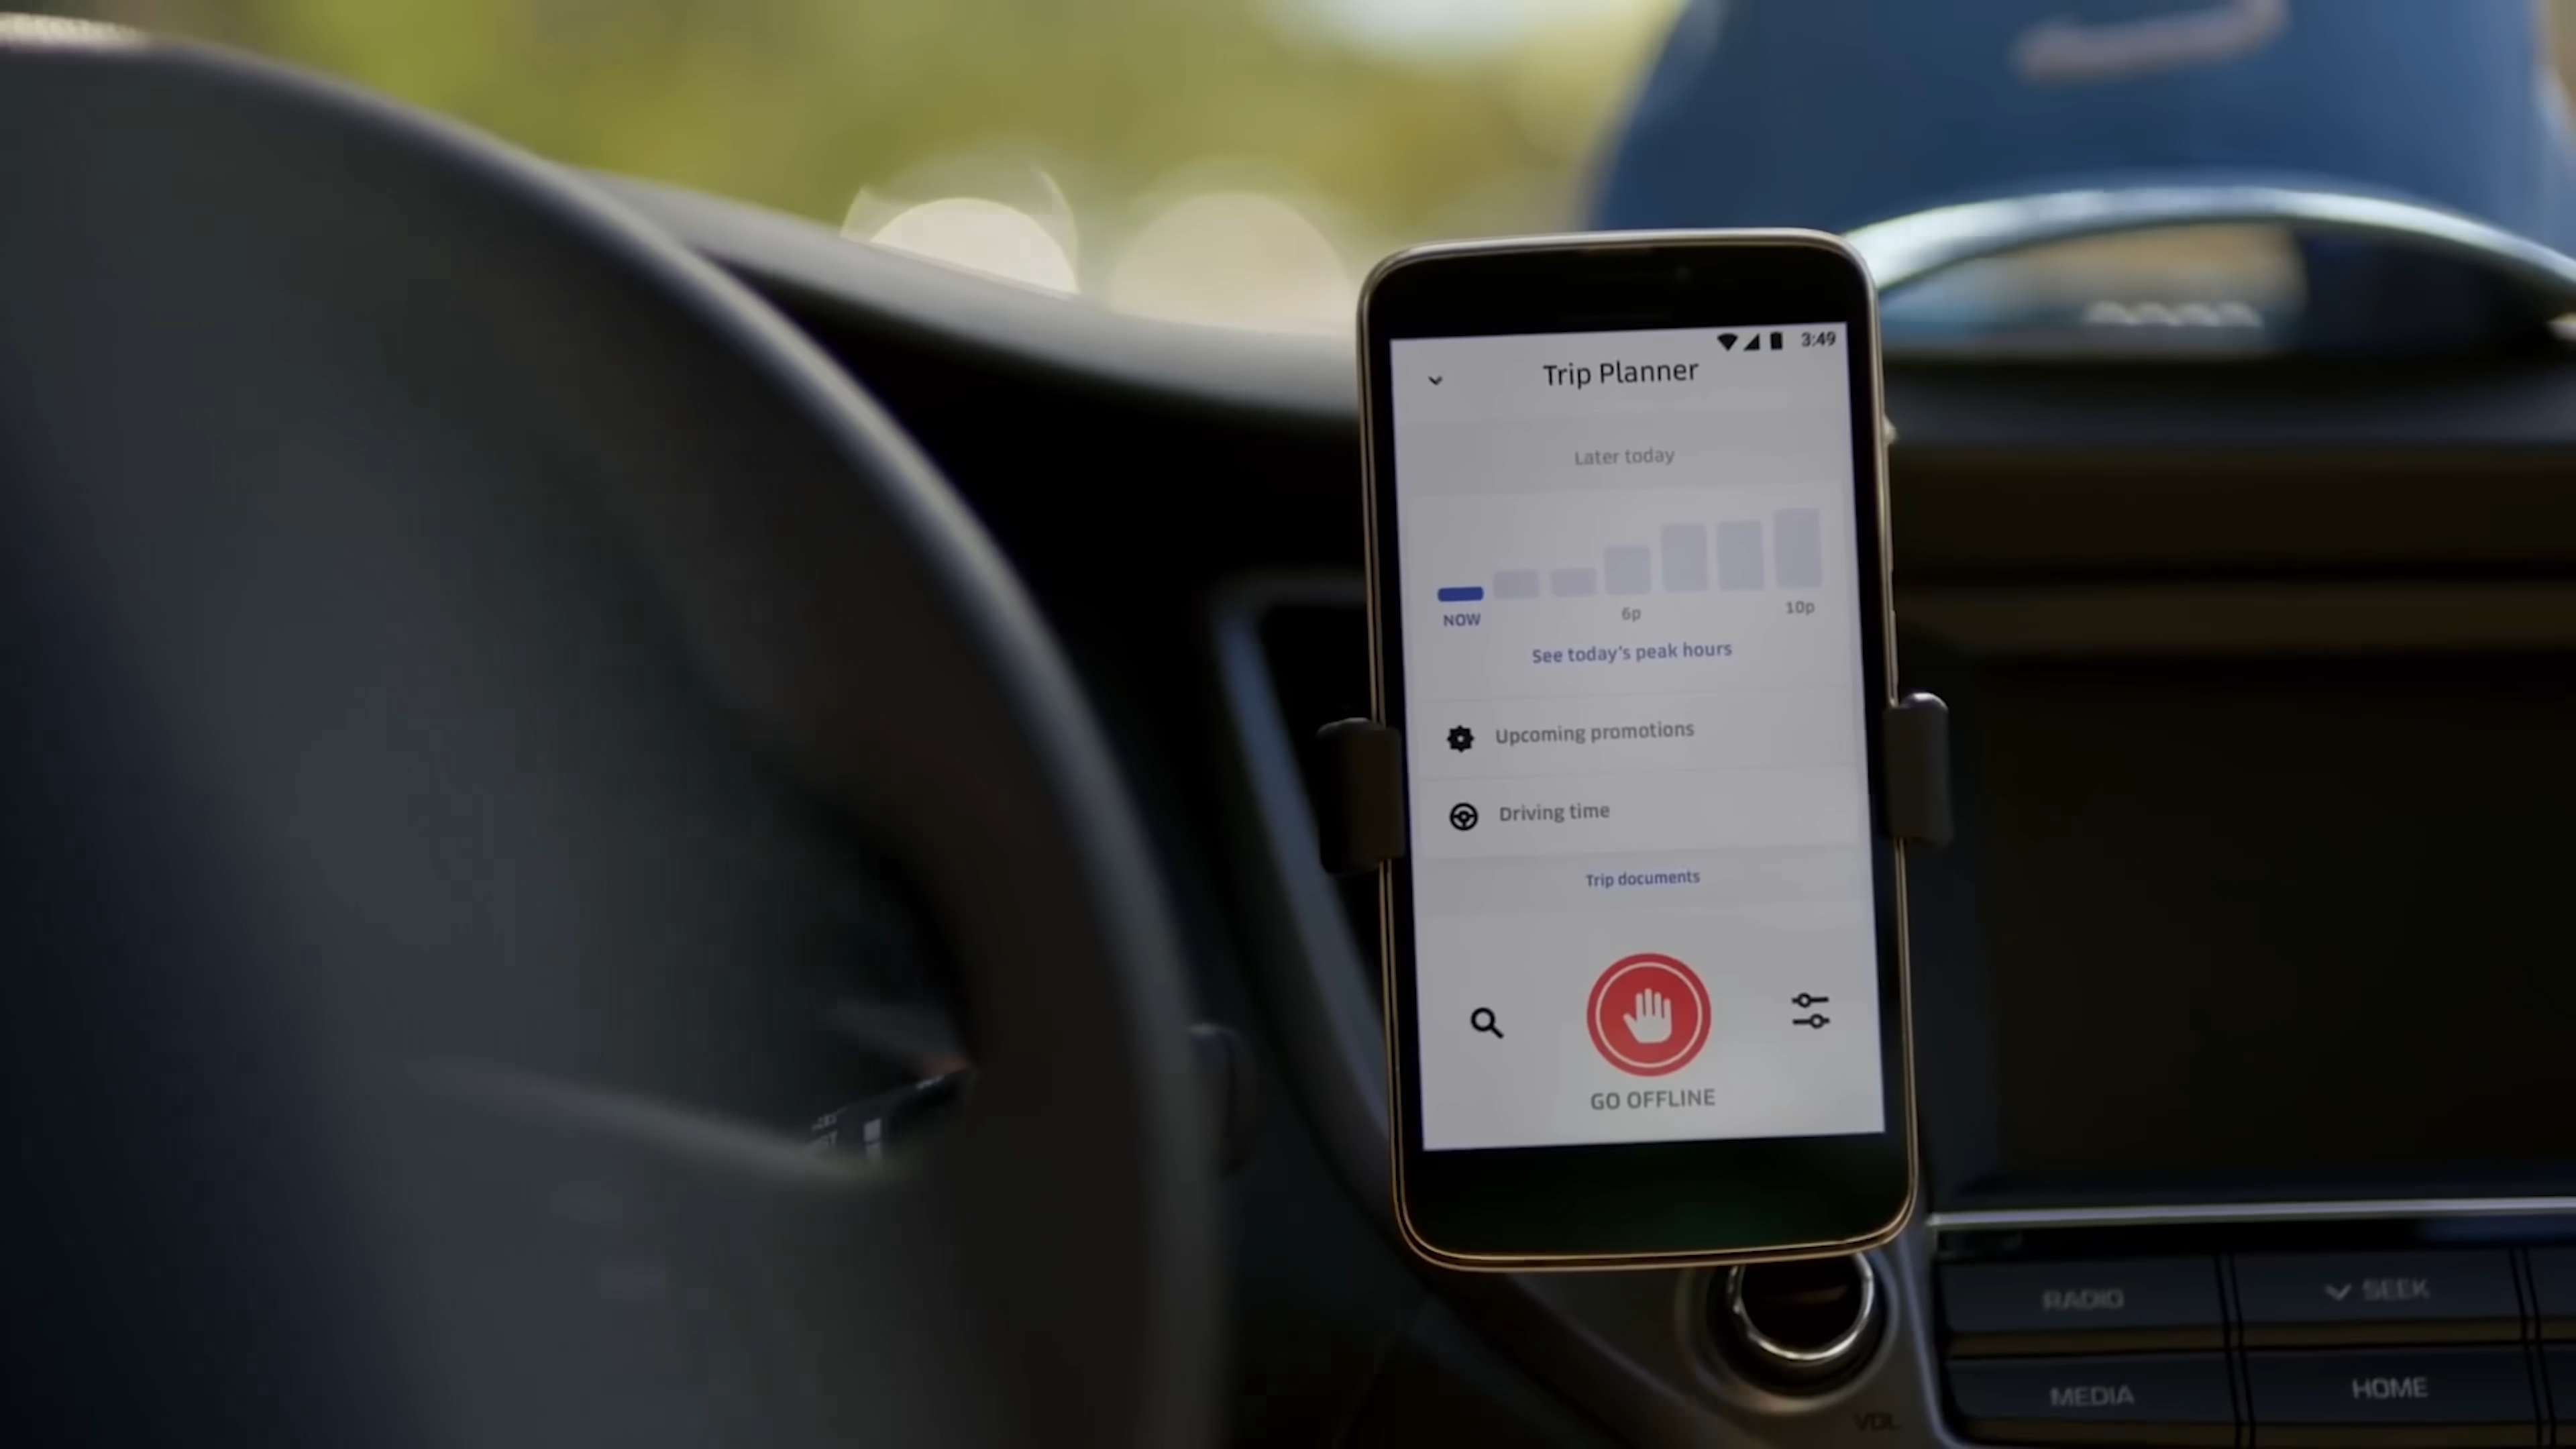 3:49
Trip Planner
Later today
NOW
6p
10p
See today's peak hours
Upcoming promotions
Driving time
Trip documents
GO OFFLINE
RADIO
SEEK
MEDIA
HOME
VOL